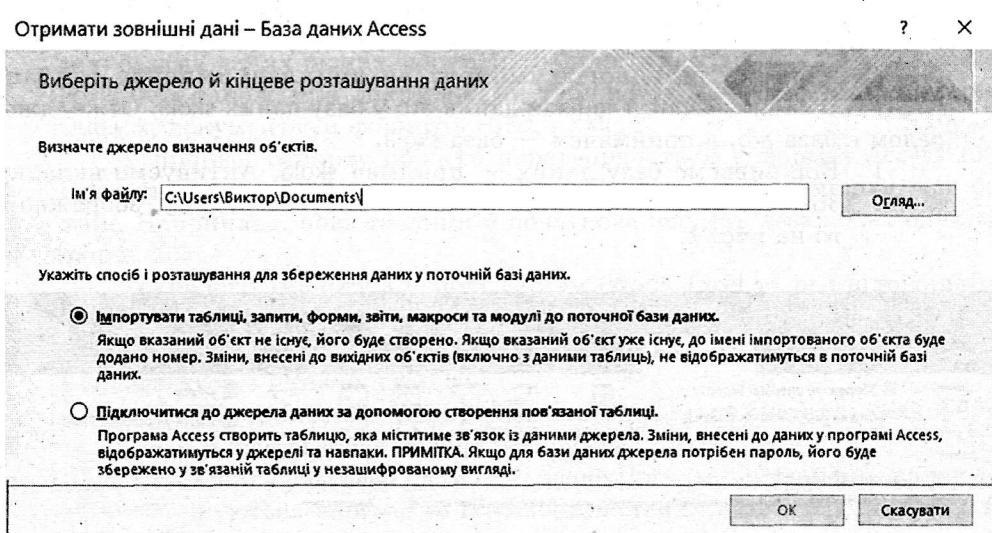 Отримати зовнішні дані – База даних Access ? ×
Виберіть джерело й кінцеве розташування даних
Визначте джерело визначення об'єктів.
Ім'я файлу: C:\Users\Виктор\Documents\ Огляд...
Укажіть спосіб і розташування для збереження даних у поточній базі даних.
Імпортувати таблиці, запити, форми, звіти, макроси та модулі до поточної бази даних.
Якщо вказаний об'єкт не існує, його буде створено. Якщо вказаний об'єкт уже існує, до імені імпортованого об'єкта буде
додано номер. Зміни, внесені до вихідних об'єктів (включно з даними таблиць), не відображатимуться в поточній базі
даних.
Підключитися до джерела даних за допомогою створення пов'язаної таблиці.
Програма Access створить таблицю, яка міститиме зв'язок із даними джерела. Зміни, внесені до даних у програмі Access,
відображатимуться у джерелі та навпаки. ПРИМІТКА. Якщо для бази даних джерела потрібен пароль, його буде
збережено у зв'язаній таблиці у незашифрованому вигляді.
ОК Скасувати